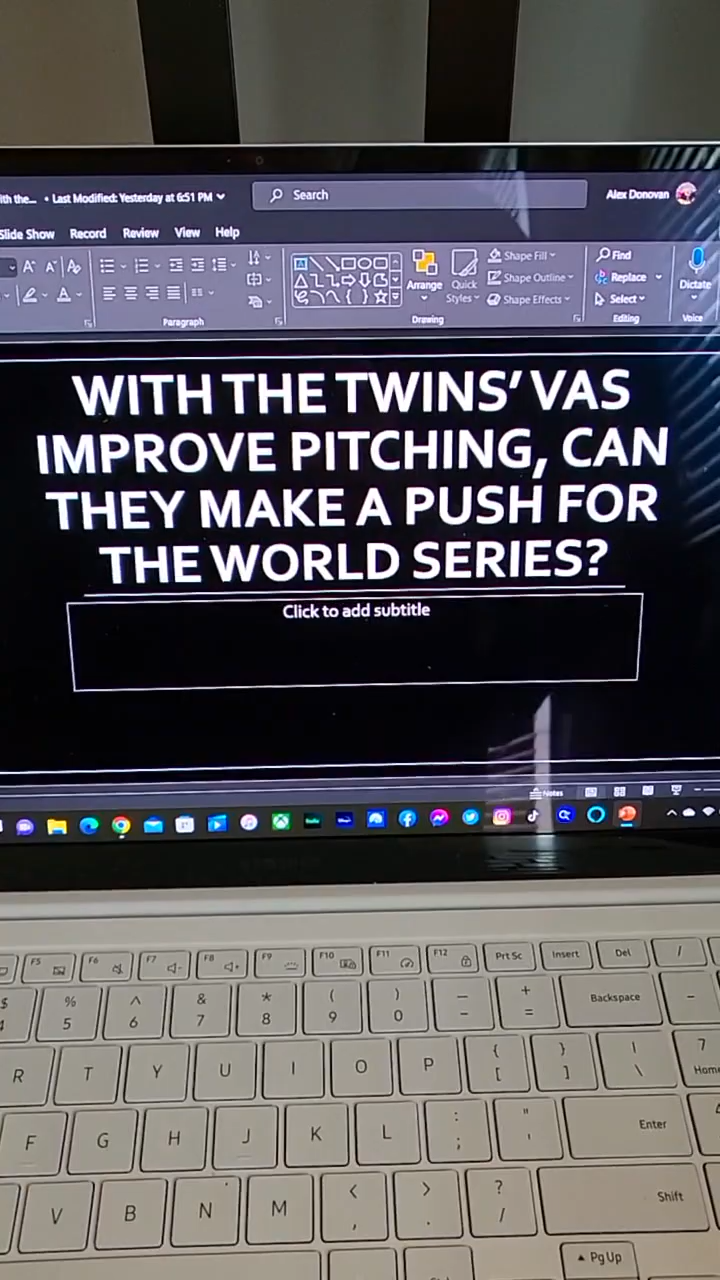 ith the... • Last Modified: Yesterday at 6:51 PM
Search
Alex Donovan
Slide Show Record Review View Help
Shape Fill
Find
Shape Outline
Replace
Arrange Quick Styles
Dictate
Shape Effects
Select
Paragraph
Drawing
Editing
Voice
WITH THE TWINS' VAS
IMPROVE PITCHING, CAN
THEY MAKE A PUSH FOR
THE WORLD SERIES?
Click to add subtitle
Notes
hulu
F5 F6 F7 F8 F9 F10 F11 F12 Prt Sc Insert Del /
$ % ^ & * ( ) _ + Backspace -
4 5 6 7 8 9 0 - =
R T Y U I O P { [ } ] | \ 7 Home
F G H J K L : ; " ' Enter 4
V B N M < , > . ? / Shift
Ctrl ▲ PgUp